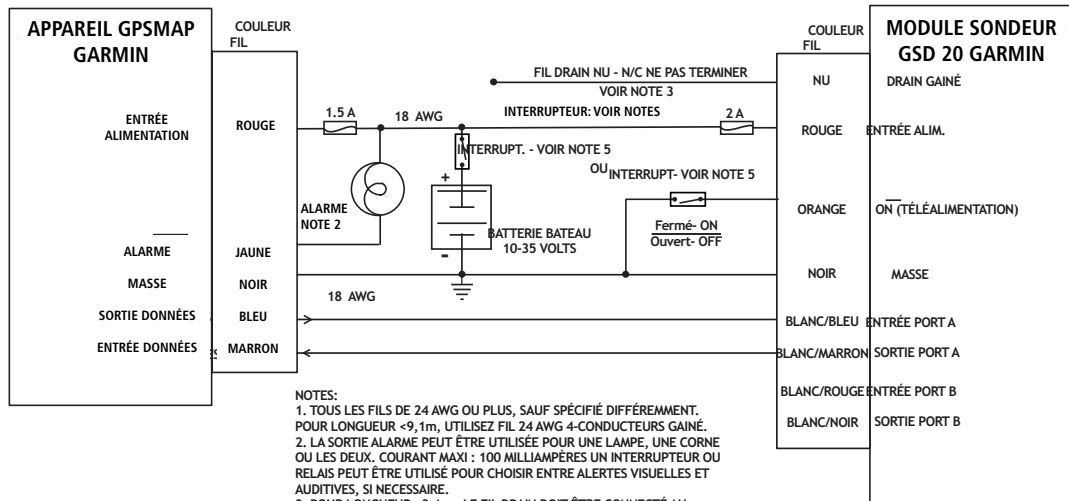 APPAREIL GPSMAP
GARMIN
COULEUR
FIL
ENTRÉE
ALIMENTATION
ROUGE
ALARME
JAUNE
MASSE
NOIR
SORTIE DONNÉES
BLEU
ENTRÉE DONNÉES
MARRON
1.5 A
18 AWG
FIL DRAIN NU - N/C NE PAS TERMINER
VOIR NOTE 3
INTERRUPTEUR: VOIR NOTES
2 A
INTERRUPT. - VOIR NOTE 5
OU
INTERRUPT- VOIR NOTE 5
ALARME
NOTE 2
+
-
BATTERIE BATEAU
10-35 VOLTS
Fermé- ON
Ouvert- OFF
18 AWG
COULEUR
FIL
MODULE SONDEUR
GSD 20 GARMIN
NU
DRAIN GAINÉ
ROUGE
ENTRÉE ALIM.
ORANGE
ON (TÉLÉALIMENTATION)
NOIR
MASSE
BLANC/BLEU
ENTRÉE PORT A
BLANC/MARRON
SORTIE PORT A
BLANC/ROUGE
ENTRÉE PORT B
BLANC/NOIR
SORTIE PORT B
NOTES:
1. TOUS LES FILS DE 24 AWG OU PLUS, SAUF SPÉCIFIÉ DIFFÉREMMENT.
POUR LONGUEUR <9,1m, UTILISEZ FIL 24 AWG 4-CONDUCTEURS GAINÉ.
2. LA SORTIE ALARME PEUT ÊTRE UTILISÉE POUR UNE LAMPE, UNE CORNE
OU LES DEUX. COURANT MAXI : 100 MILLIAMPÈRES UN INTERRUPTEUR OU
RELAIS PEUT ÊTRE UTILISÉ POUR CHOISIR ENTRE ALERTES VISUELLES ET
AUDITIVES, SI NECESSAIRE.